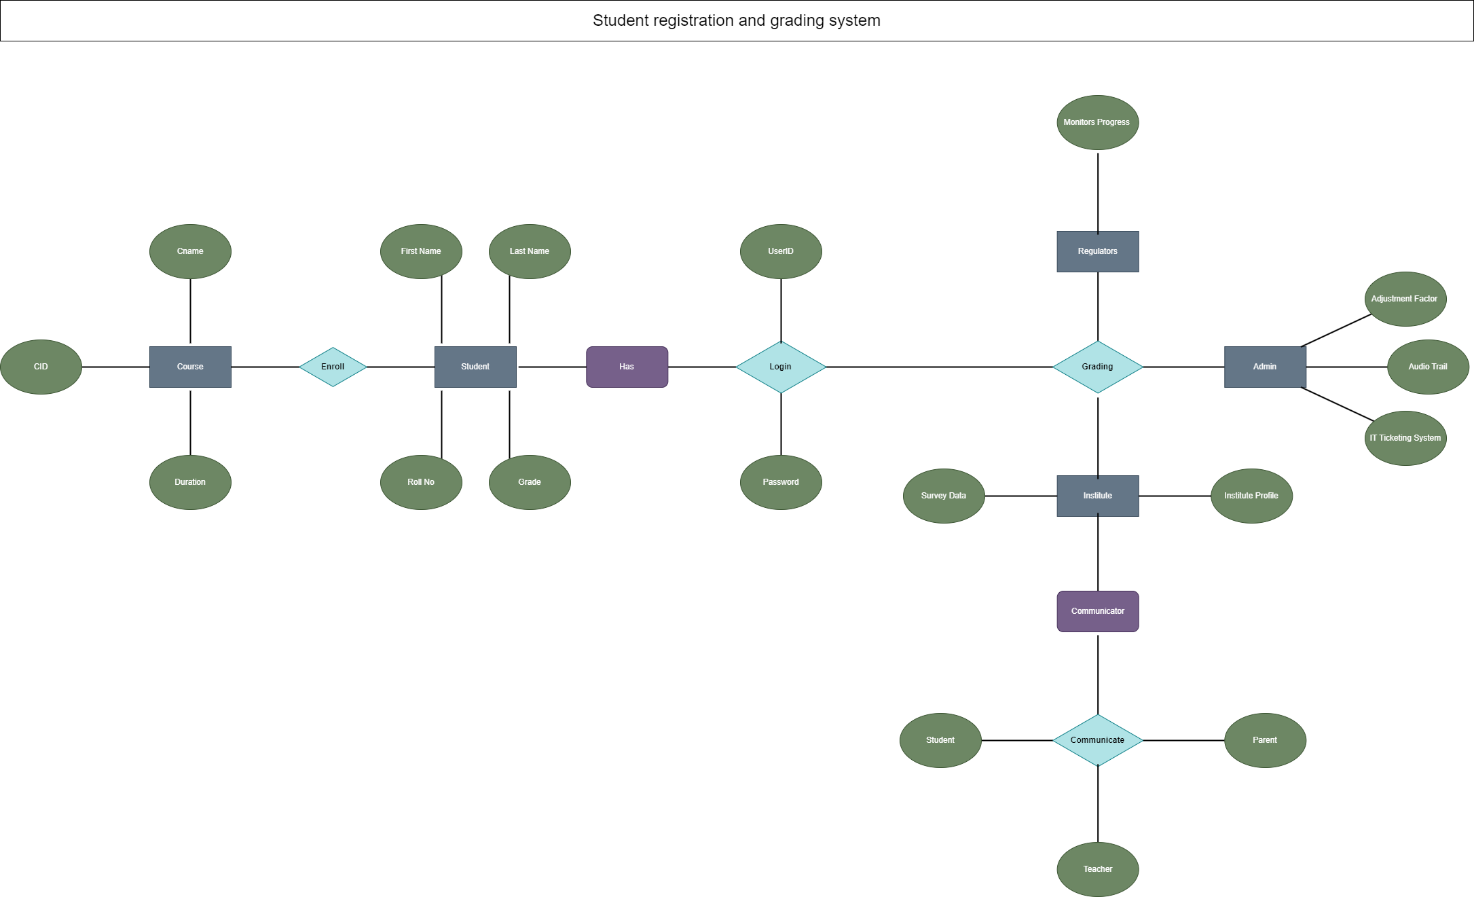 Student registration and grading system
Monitors Progress
Cname
First Name
Last Name
UserID
Regulators
Adjustment Factor
CID
Course
Enroll
Student
Has
Login
Grading
Admin
Audio Trail
IT Ticketing System
Duration
Roll No
Grade
Password
Survey Data
Institute
Institute Profile
Communicator
Student
Communicate
Parent
Teacher